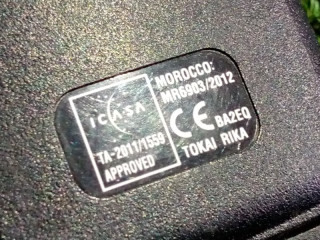 ICASA
TA-2011/1559
APPROVED
MOROCCO:
MR6903/2012
CE BA2EQ
TOKAI RIKA